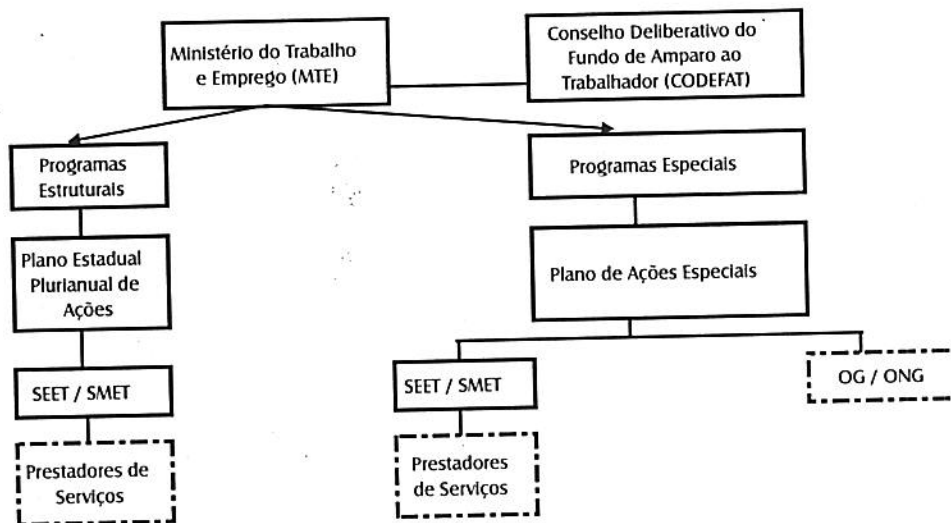 Ministério do Trabalho
e Emprego (MTE)
Conselho Deliberativo do
Fundo de Amparo ao
Trabalhador (CODEFAT)
Programas
Estruturais
Programas Especiais
Plano Estadual
Plurianual de
Ações
Plano de Ações Especiais
SEET / SMET
SEET / SMET
OG / ONG
Prestadores de
Serviços
Prestadores
de Serviços